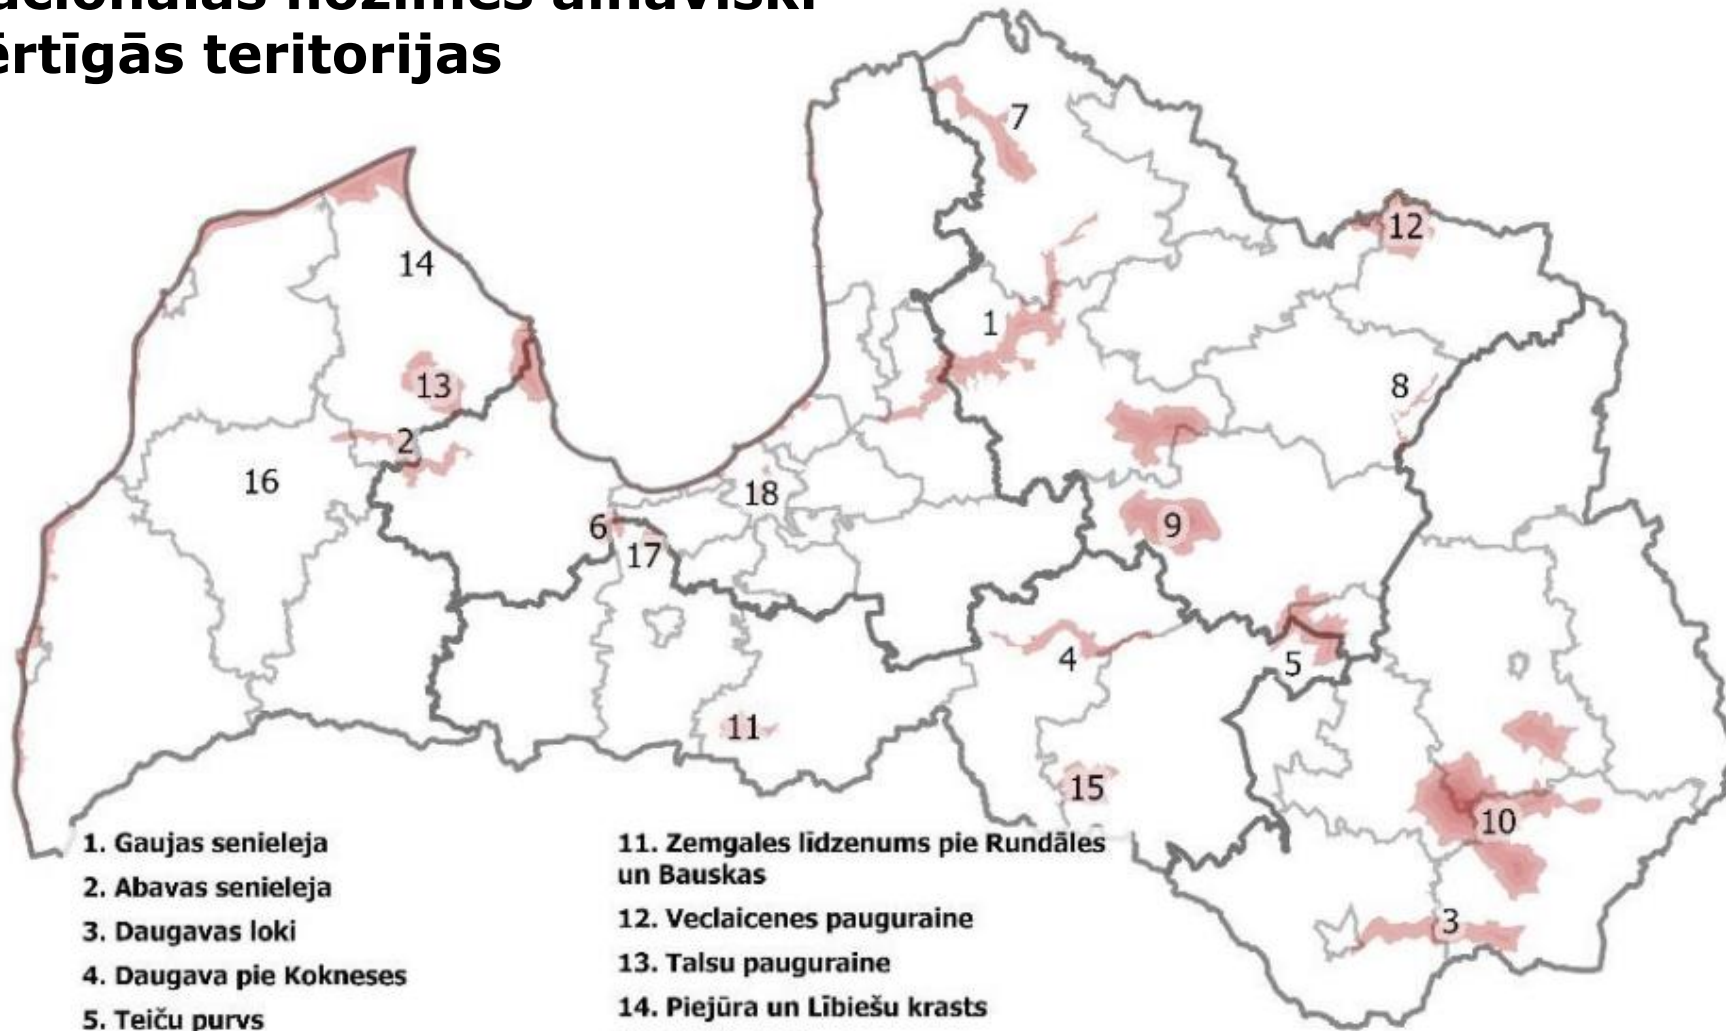 ērtīgās teritorijas
7
12
14
1
13
8
2
16
18
6
9
17
4
5
11
15
10
3
1. Gaujas senieleja
2. Abavas senieleja
3. Daugavas loki
4. Daugava pie Kokneses
5. Teiču purvs
11. Zemgales līdzenums pie Rundāles
un Bauskas
12. Veclaicenes pauguraine
13. Talsu pauguraine
14. Piejūra un Lībiešu krasts